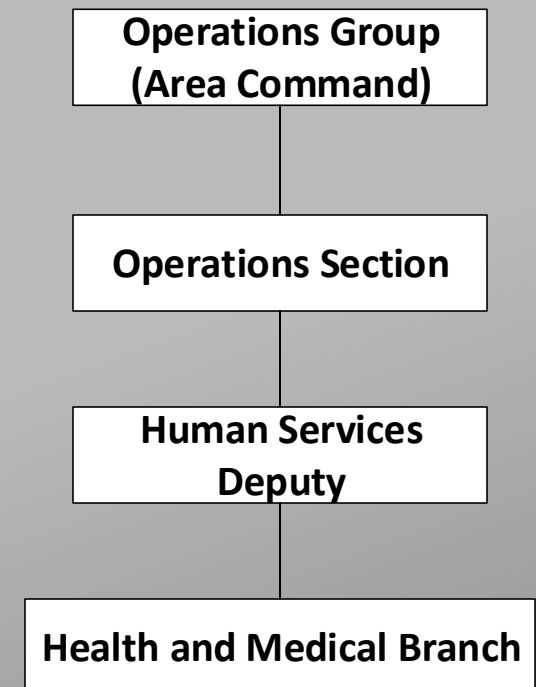 Operations Group
(Area Command)
Operations Section
Human Services
Deputy
Health and Medical Branch